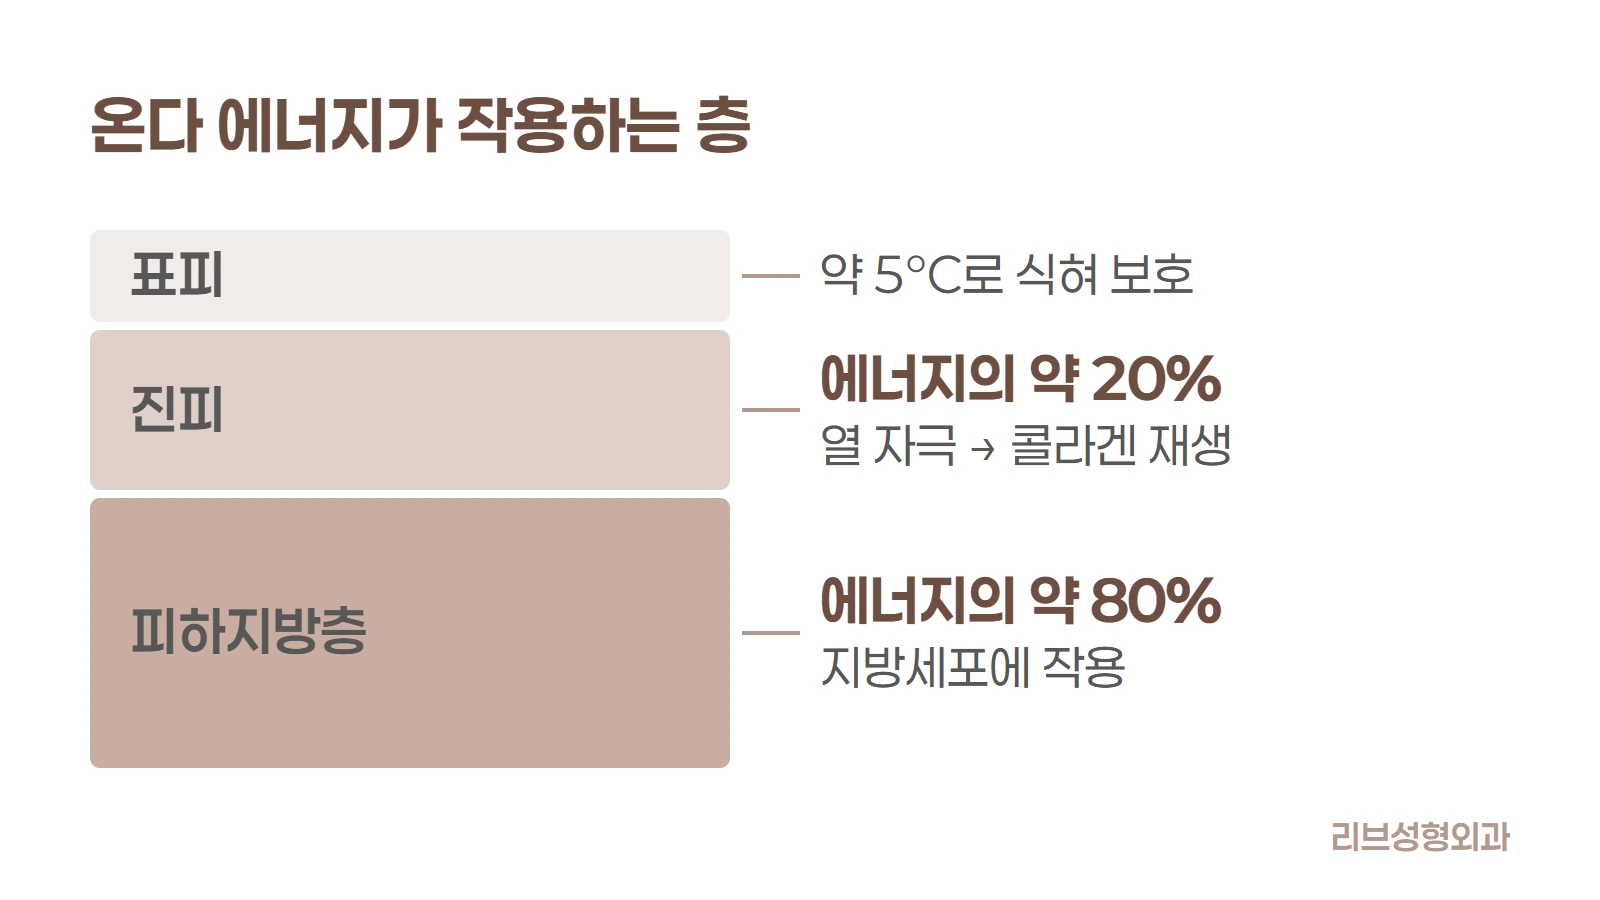 온다 에너지가 작용하는 층
표피
약 5°C로 식혀 보호
진피
에너지의 약 20%
열 자극 → 콜라겐 재생
피하지방층
에너지의 약 80%
지방세포에 작용
리브성형외과